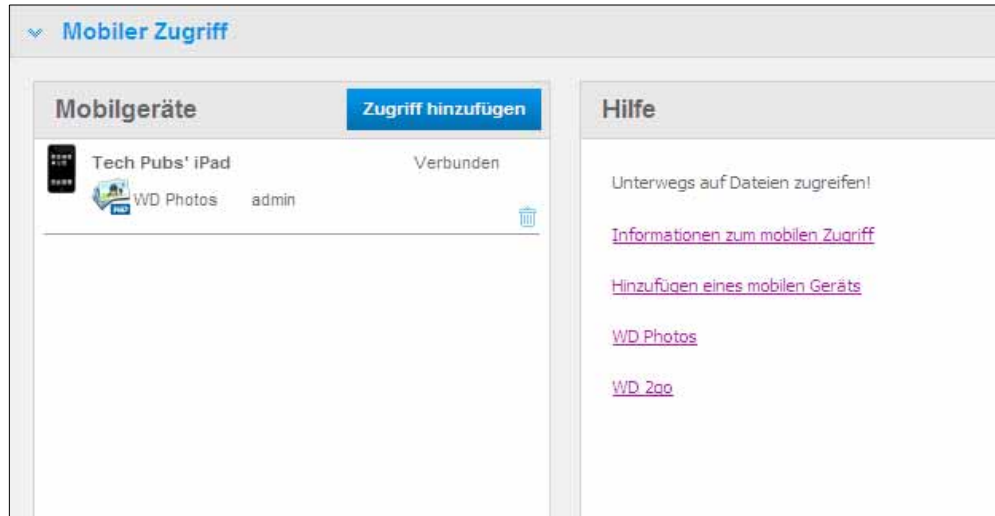 Mobiler Zugriff
Mobilgeräte
Zugriff hinzufügen
Tech Pubs' iPad
Verbunden
WD Photos admin
Hilfe
Unterwegs auf Dateien zugreifen!
Informationen zum mobilen Zugriff
Hinzufügen eines mobilen Geräts
WD Photos
WD 2go